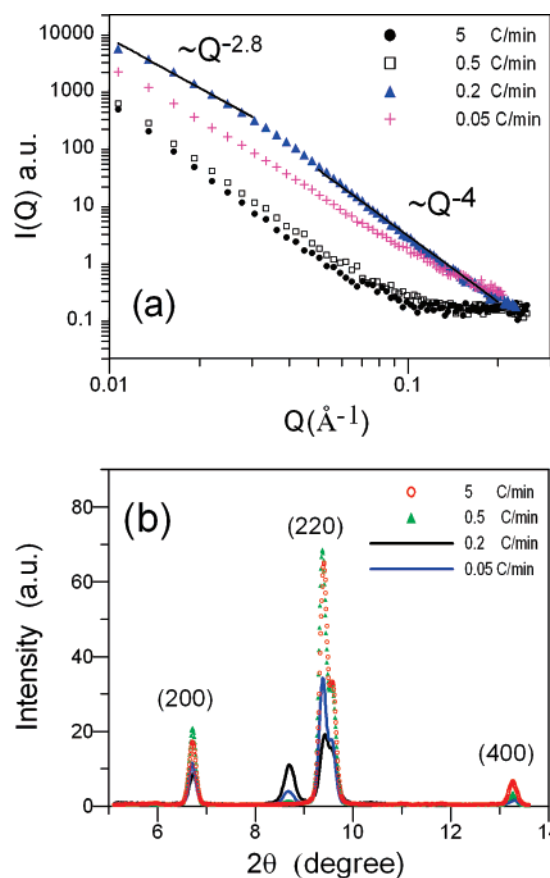 ~Q-2.8
5 C/min
0.5 C/min
0.2 C/min
0.05 C/min
~Q-4
10000
1000
100
10
1
0.1
I(Q) a.u.
(a)
0.01 0.1
Q(Å-1)
(b)
5 C/min
0.5 C/min
0.2 C/min
0.05 C/min
(220)
(200)
(400)
80
60
40
20
0
Intensity (a.u.)
6 8 10 12 14
2θ (degree)